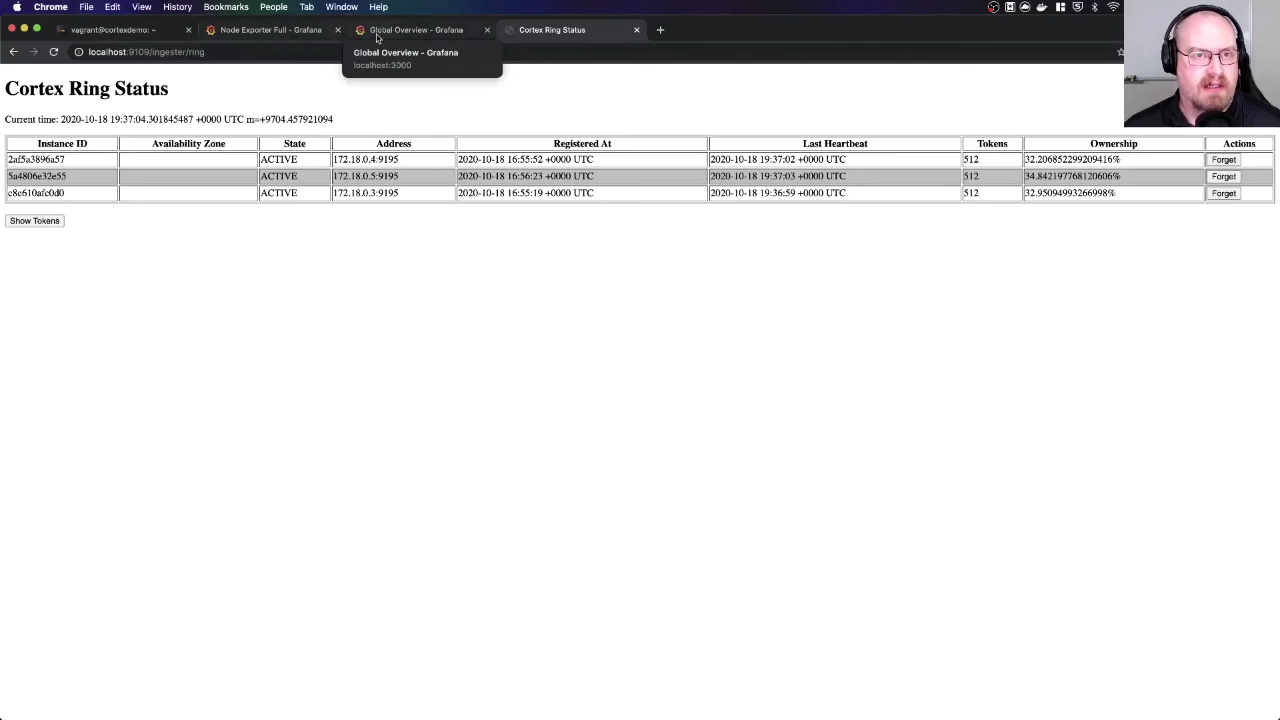 Chrome File Edit View History Bookmarks People Tab Window Help
vagrant@cortexdemo: ~ Node Exporter Full - Grafana Global Overview - Grafana Cortex Ring Status
localhost:9109/ingester/ring
Global Overview - Grafana
localhost:3000
Cortex Ring Status
Current time: 2020-10-18 19:37:04.301845487 +0000 UTC m=+9704.457921094
Instance ID Availability Zone State Address Registered At Last Heartbeat Tokens Ownership Actions
2af5a3896a57 ACTIVE 172.18.0.4:9195 2020-10-18 16:55:52 +0000 UTC 2020-10-18 19:37:02 +0000 UTC 512 32.206852299209416% Forget
5a4806e32e55 ACTIVE 172.18.0.5:9195 2020-10-18 16:56:23 +0000 UTC 2020-10-18 19:37:03 +0000 UTC 512 34.842197768120606% Forget
c8c610afc0d0 ACTIVE 172.18.0.3:9195 2020-10-18 16:55:19 +0000 UTC 2020-10-18 19:36:59 +0000 UTC 512 32.95094993266998% Forget
Show Tokens